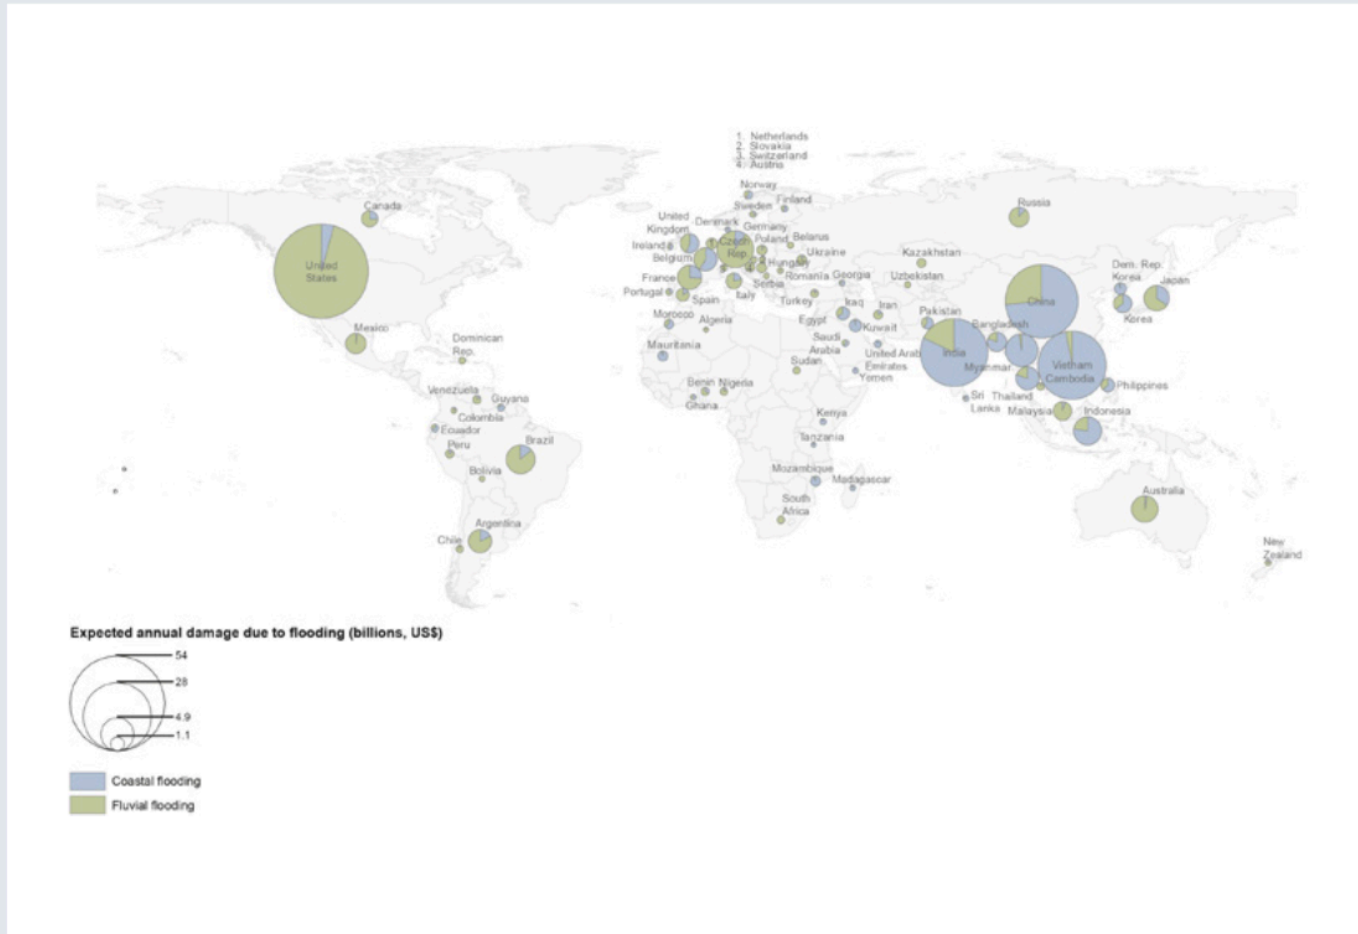 1. Netherlands
2. Slovakia
3. Switzerland
4. Austria
Norway
Finland
Sweden
Canada
Russia
United
Kingdom
Denmark
Germany
Ireland
Czech
Rep.
Poland
Belarus
Ukraine
Belgium
Hungary
Kazakhstan
United
States
France
Romania
Georgia
Uzbekistan
Dem. Rep.
Korea
Japan
Serbia
Portugal
Spain
Italy
Turkey
Iraq
Iran
China
Korea
Mexico
Morocco
Algeria
Egypt
Kuwait
Pakistan
Bangladesh
Dominican
Rep.
Mauritania
Saudi
Arabia
United Arab
Emirates
India
Myanmar
Vietnam
Cambodia
Sudan
Yemen
Venezuela
Guyana
Benin
Nigeria
Ghana
Sri
Lanka
Thailand
Philippines
Malaysia
Indonesia
Colombia
Ecuador
Kenya
Peru
Brazil
Tanzania
Bolivia
Mozambique
Madagascar
South
Africa
Australia
Argentina
Chile
New
Zealand
Expected annual damage due to flooding (billions, US$)
54
28
4.9
1.1
Coastal flooding
Fluvial flooding